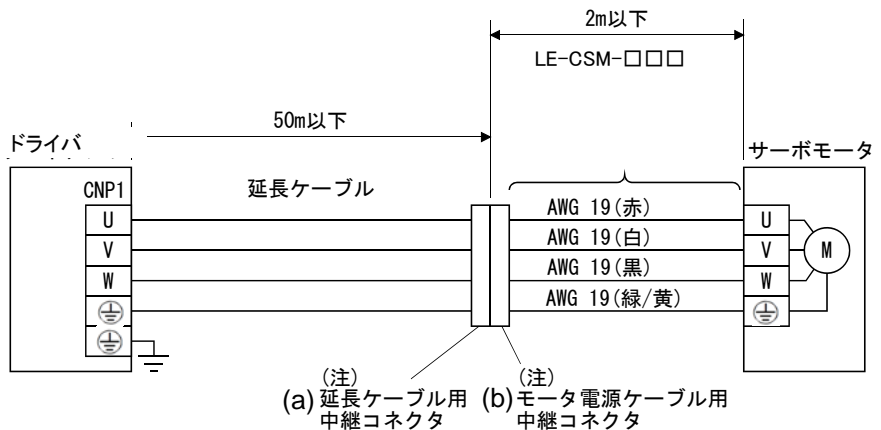 2m以下
LE-CSM-□□□
50m以下
ドライバ
サーボモータ
CNP1
延長ケーブル
U
V
W
AWG 19(赤)
AWG 19(白)
AWG 19(黒)
AWG 19(緑/黄)
U
V
W
M
(注)
(a) 延長ケーブル用
中継コネクタ
(注)
(b) モータ電源ケーブル用
中継コネクタ